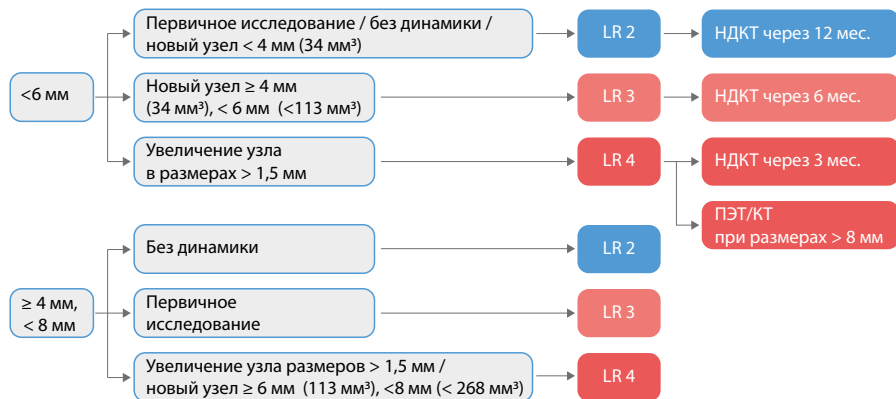 <6 мм
Первичное исследование / без динамики /
новый узел < 4 мм (34 мм³)
LR 2
НДКТ через 12 мес.
Новый узел ≥ 4 мм
(34 мм³), < 6 мм (<113 мм³)
LR 3
НДКТ через 6 мес.
Увеличение узла
в размерах > 1,5 мм
LR 4
НДКТ через 3 мес.
ПЭТ/КТ
при размерах > 8 мм
≥ 4 мм,
< 8 мм
Без динамики
LR 2
Первичное
исследование
LR 3
Увеличение узла размеров > 1,5 мм /
новый узел ≥ 6 мм (113 мм³), <8 мм (< 268 мм³)
LR 4